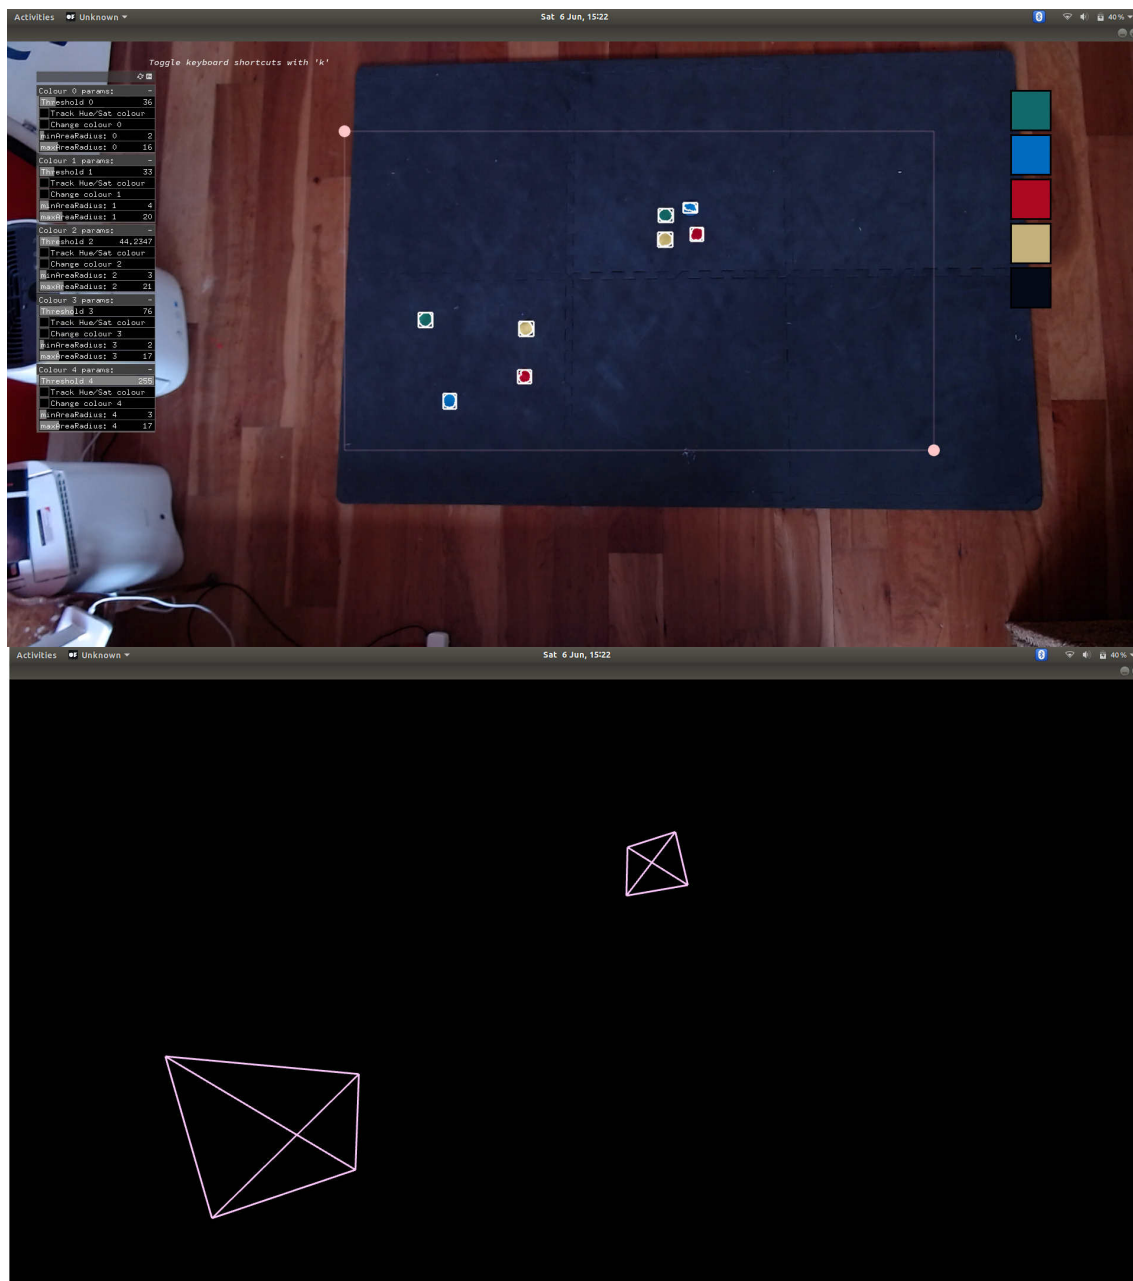 Activities Unknown Sat 6 Jun, 15:22 40 %
Toggle keyboard shortcuts with 'k'
Colour 0 params: -
Threshold 0 36
Track Hue/Sat colour
Change colour 0
minAreaRadius: 0 2
maxAreaRadius: 0 16
Colour 1 params: -
Threshold 1 33
Track Hue/Sat colour
Change colour 1
minAreaRadius: 1 4
maxAreaRadius: 1 20
Colour 2 params: -
Threshold 2 44.2347
Track Hue/Sat colour
Change colour 2
minAreaRadius: 2 3
maxAreaRadius: 2 21
Colour 3 params: -
Threshold 3 76
Track Hue/Sat colour
Change colour 3
minAreaRadius: 3 2
maxAreaRadius: 3 17
Colour 4 params: -
Threshold 4 255
Track Hue/Sat colour
Change colour 4
minAreaRadius: 4 3
maxAreaRadius: 4 17
Activities Unknown Sat 6 Jun, 15:22 40 %